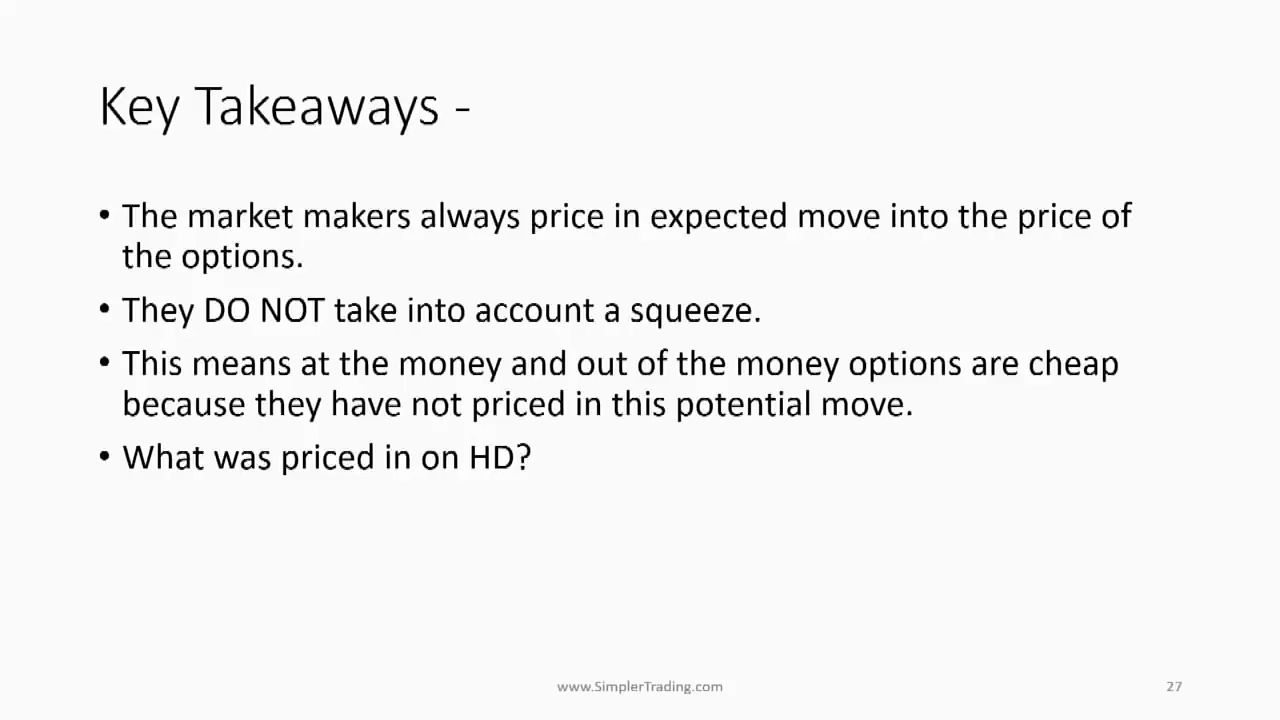 Key Takeaways -
• The market makers always price in expected move into the price of
the options.
• They DO NOT take into account a squeeze.
• This means at the money and out of the money options are cheap
because they have not priced in this potential move.
• What was priced in on HD?
www.SimplerTrading.com
27